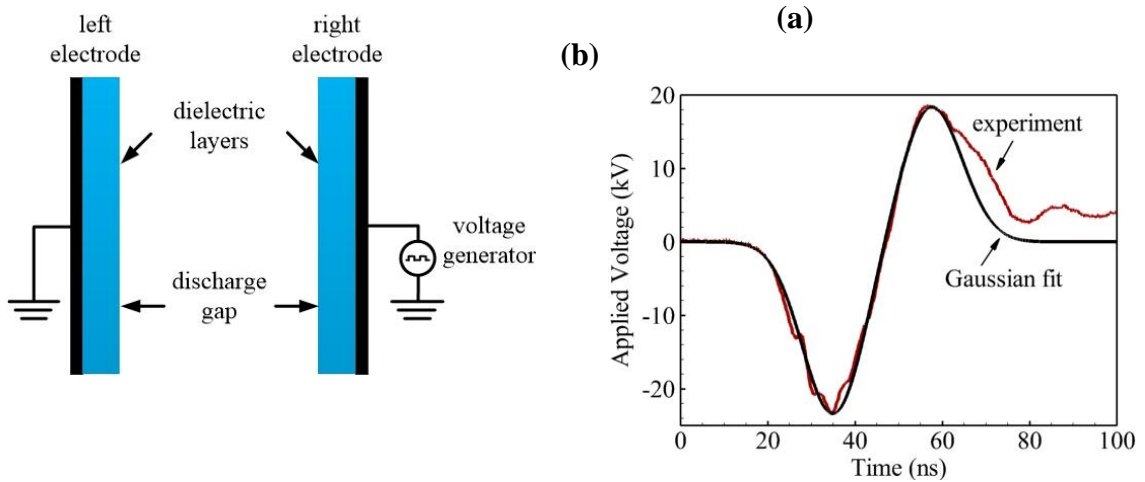 (a)
(b)
left
electrode
right
electrode
dielectric
layers
voltage
generator
discharge
gap
20
10
0
-10
-20
Applied Voltage (kV)
experiment
Gaussian fit
0
20
40
60
80
100
Time (ns)